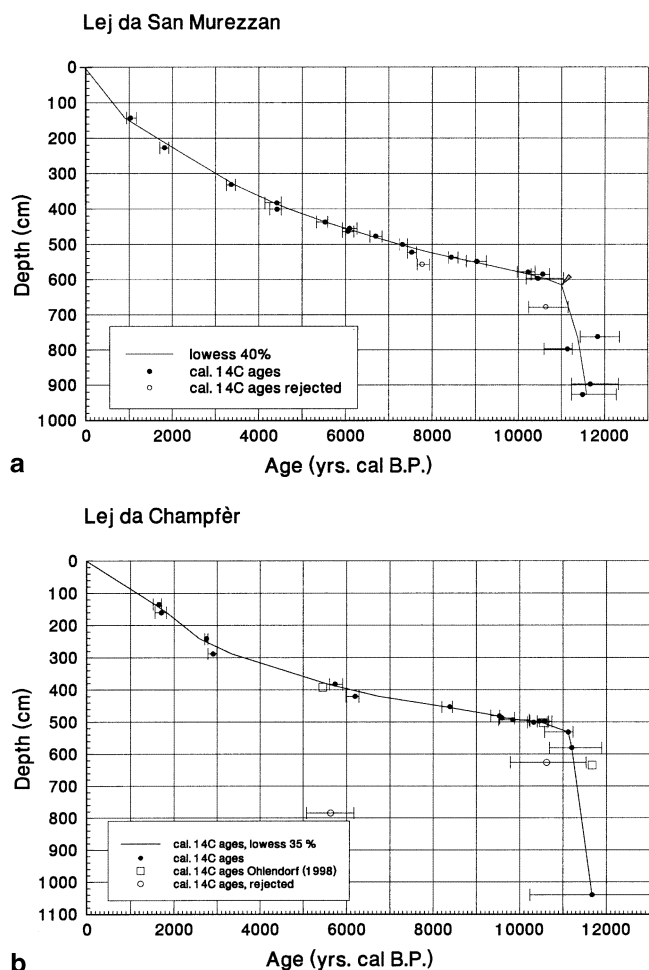 Lej da San Murezzan
0
100
200
300
400
500
600
700
800
900
1000
Depth (cm)
lowess 40%
cal. 14C ages
cal. 14C ages rejected
0 2000 4000 6000 8000 10000 12000
Age (yrs. cal B.P.)
a
Lej da Champfèr
0
100
200
300
400
500
600
700
800
900
1000
1100
Depth (cm)
cal. 14C ages, lowess 35 %
cal. 14C ages
cal. 14C ages Ohlendorf (1998)
cal. 14C ages, rejected
0 2000 4000 6000 8000 10000 12000
Age (yrs. cal B.P.)
b